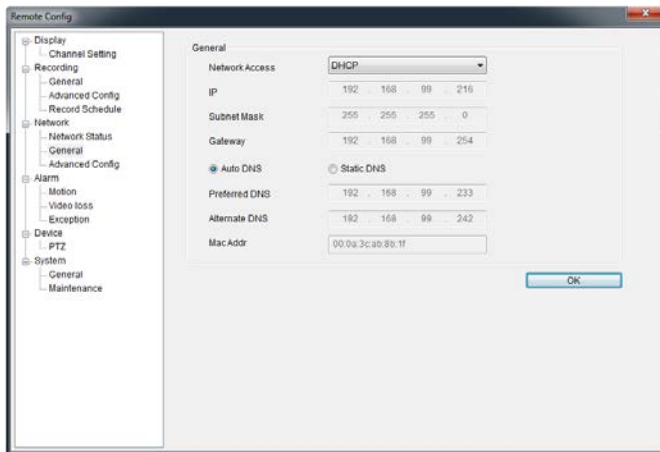 Remote Config
Display
Channel Setting
Recording
General
Advanced Config
Record Schedule
Network
Network Status
General
Advanced Config
Alarm
Motion
Video loss
Exception
Device
PTZ
System
General
Maintenance
General
Network Access DHCP
IP 192 . 168 . 99 . 216
Subnet Mask 255 . 255 . 255 . 0
Gateway 192 . 168 . 99 . 254
Auto DNS Static DNS
Preferred DNS 192 . 168 . 99 . 233
Alternate DNS 192 . 168 . 99 . 242
Mac Addr 00:0a:3c:ab:8b:1f
OK